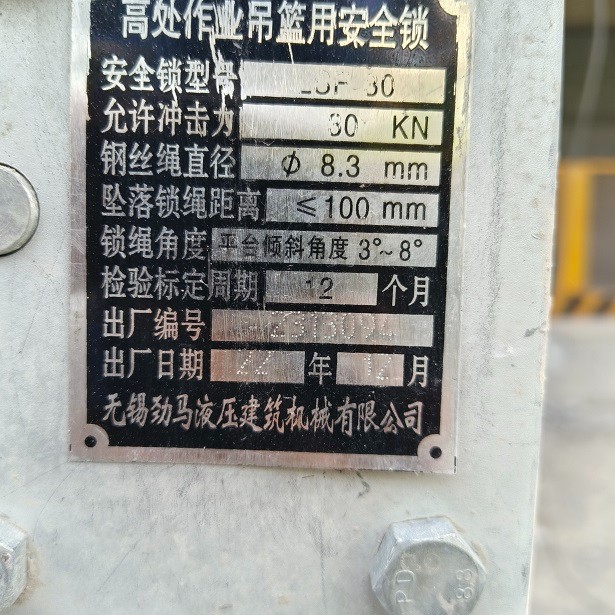 高处作业吊篮用安全锁
安全锁型号
允许冲击力 30 KN
钢丝绳直径 Φ 8.3 mm
坠落锁绳距离 ≤100 mm
锁绳角度 平台倾斜角度 3°~8°
检验标定周期 12 个月
出厂编号
出厂日期 22 年 12 月
无锡劲马液压建筑机械有限公司
PD 88